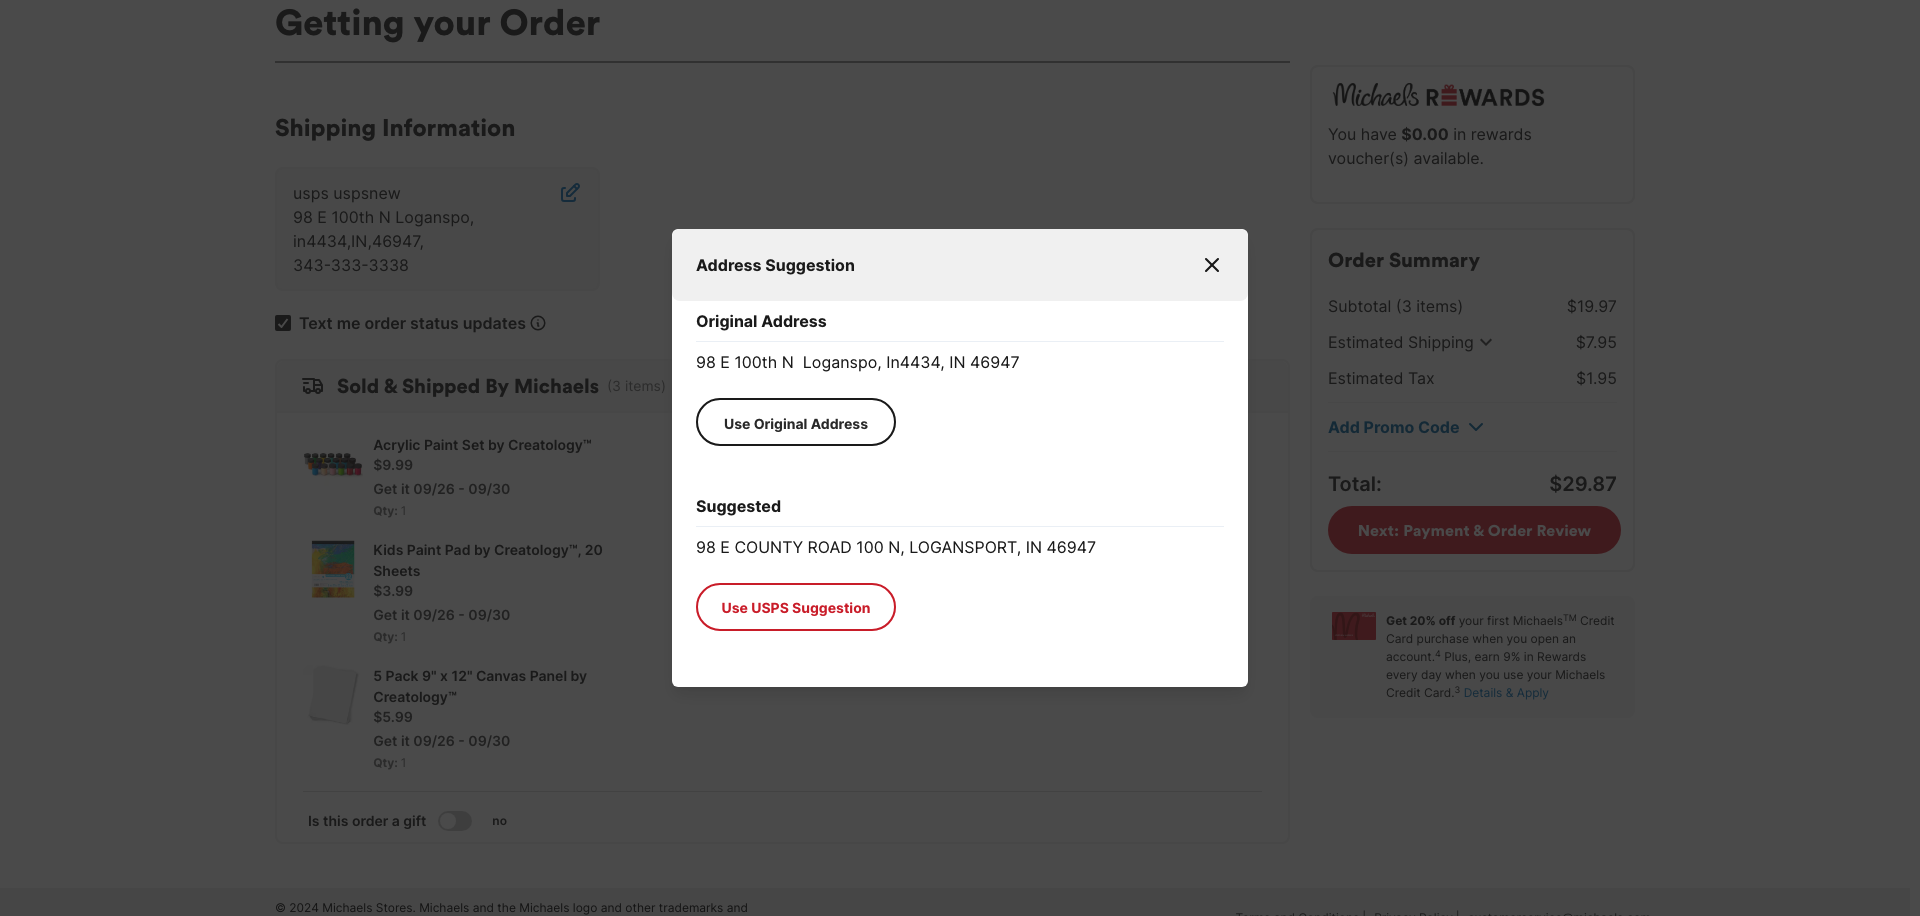 Getting your Order
Shipping Information
usps uspsnew
98 E 100th N Loganspo,
in4434,IN,46947,
343-333-3338
Text me order status updates
Sold & Shipped By Michaels (3 items)
Acrylic Paint Set by Creatology™
$9.99
Get it 09/26 - 09/30
Qty: 1
Kids Paint Pad by Creatology™, 20
Sheets
$3.99
Get it 09/26 - 09/30
Qty: 1
5 Pack 9" x 12" Canvas Panel by
Creatology™
$5.99
Get it 09/26 - 09/30
Qty: 1
Is this order a gift no
Address Suggestion
Original Address
98 E 100th N  Loganspo, In4434, IN 46947
Use Original Address
Suggested
98 E COUNTY ROAD 100 N, LOGANSPORT, IN 46947
Use USPS Suggestion
Michaels REWARDS
You have $0.00 in rewards
voucher(s) available.
Order Summary
Subtotal (3 items) $19.97
Estimated Shipping $7.95
Estimated Tax $1.95
Add Promo Code
Total: $29.87
Next: Payment & Order Review
Get 20% off your first Michaels™ Credit
Card purchase when you open an
account.⁴ Plus, earn 9% in Rewards
every day when you use your Michaels
Credit Card.³ Details & Apply
© 2024 Michaels Stores. Michaels and the Michaels logo and other trademarks and